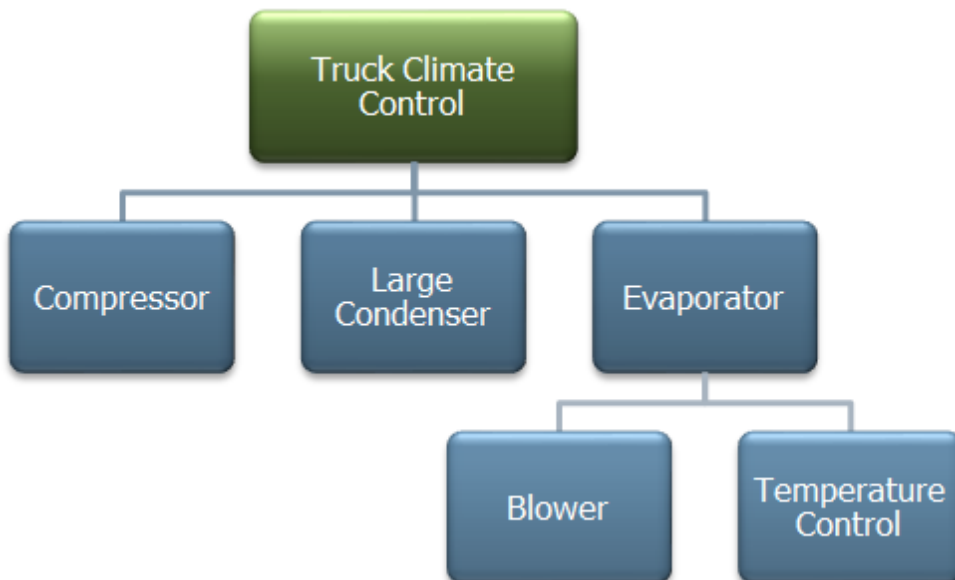 Truck Climate
Control
Compressor
Large
Condenser
Evaporator
Blower
Temperature
Control